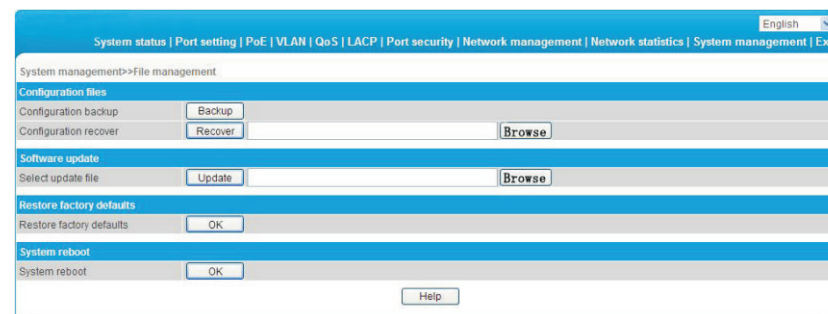 English
System status | Port setting | PoE | VLAN | QoS | LACP | Port security | Network management | Network statistics | System management | Ex
System management>>File management
Configuration files
Configuration backup Backup
Configuration recover Recover Browse
Software update
Select update file Update Browse
Restore factory defaults
Restore factory defaults OK
System reboot
System reboot OK
Help